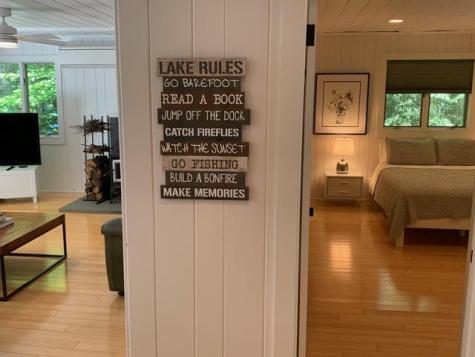 LAKE RULES
GO BAREFOOT
READ A BOOK
JUMP OFF THE DOCK
CATCH FIREFLIES
WATCH THE SUNSET
GO FISHING
BUILD A BONFIRE
MAKE MEMORIES